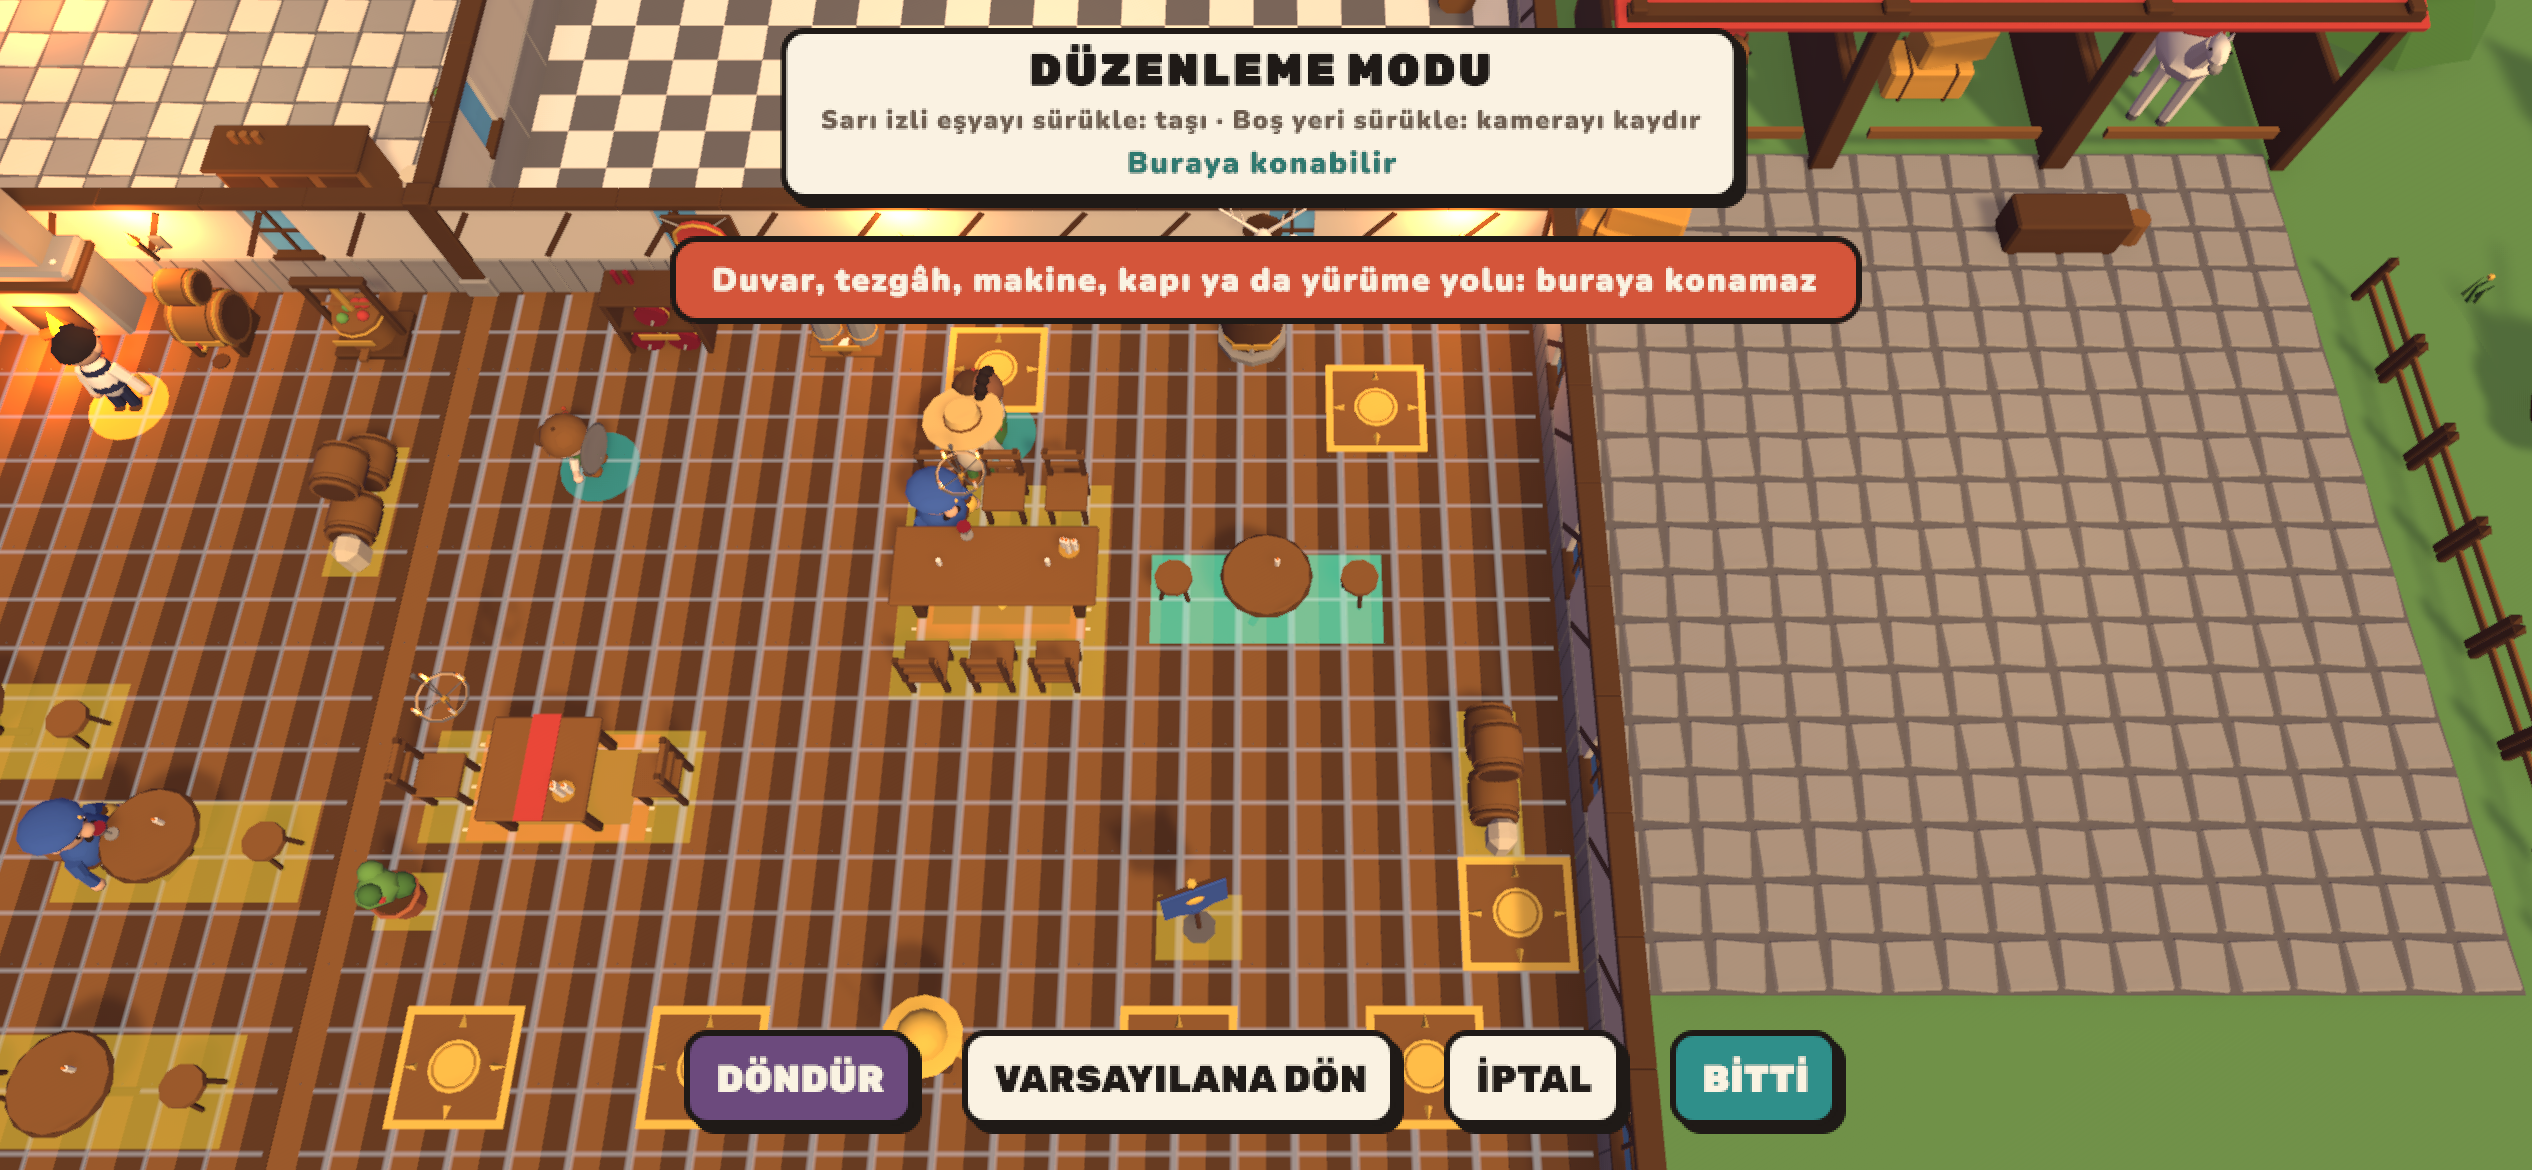 DÜZENLEME MODU
Sarı izli eşyayı sürükle: taşı · Boş yeri sürükle: kamerayı kaydır
Buraya konabilir
Duvar, tezgâh, makine, kapı ya da yürüme yolu: buraya konamaz
DÖNDÜR
VARSAYILANA DÖN
İPTAL
BİTTİ